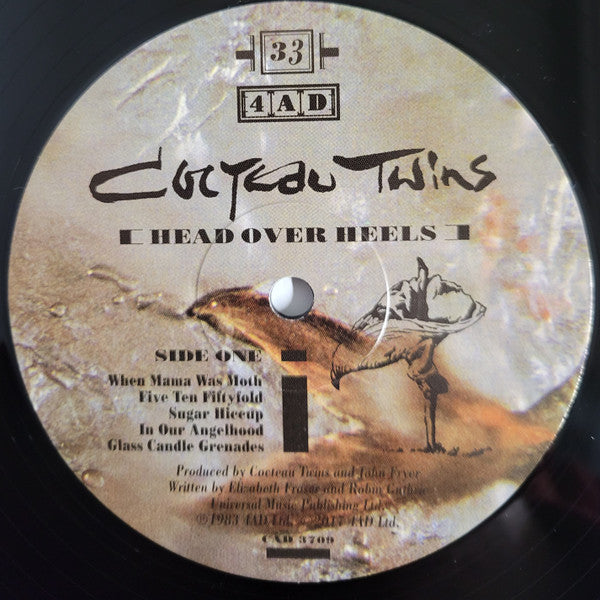 33
4AD
Cocteau Twins
HEAD OVER HEELS
SIDE ONE
When Mama Was Moth
Five Ten Fiftyfold
Sugar Hiccup
In Our Angelhood
Glass Candle Grenades
Produced by Cocteau Twins and John Fryer
Written by Elizabeth Fraser and Robin Guthrie
Universal Music Publishing Ltd.
℗ 1983 4AD Ltd. © 2017 4AD Ltd.
CAD 3709